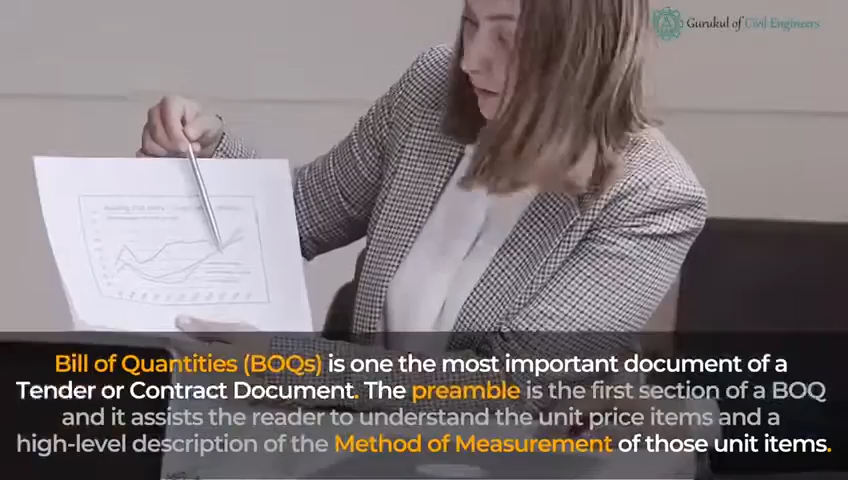 Gurukul of Civil Engineers
Bill of Quantities (BOQs) is one the most important document of a
Tender or Contract Document. The preamble is the first section of a BOQ
and it assists the reader to understand the unit price items and a
high-level description of the Method of Measurement of those unit items.